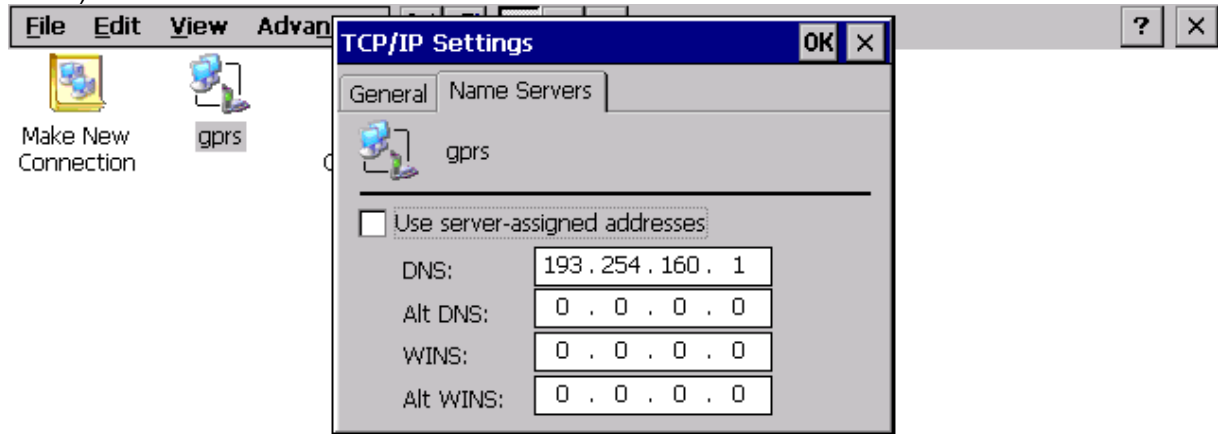 File Edit View Advan
? ×
Make New
Connection
gprs
TCP/IP Settings OK ×
General Name Servers
gprs
Use server-assigned addresses
DNS: 193.254.160. 1
Alt DNS: 0 . 0 . 0 . 0
WINS: 0 . 0 . 0 . 0
Alt WINS: 0 . 0 . 0 . 0